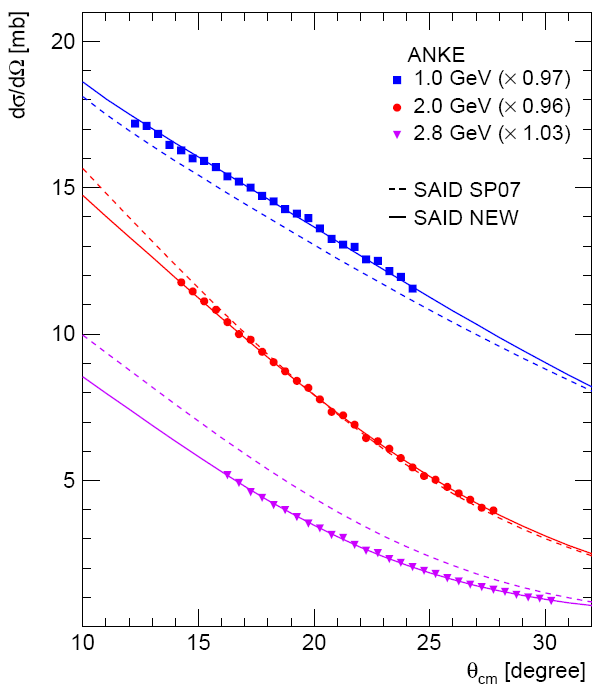 dσ/dΩ [mb]
20
15
10
5
ANKE
1.0 GeV (× 0.97)
2.0 GeV (× 0.96)
2.8 GeV (× 1.03)
SAID SP07
SAID NEW
10 15 20 25 30
θcm [degree]